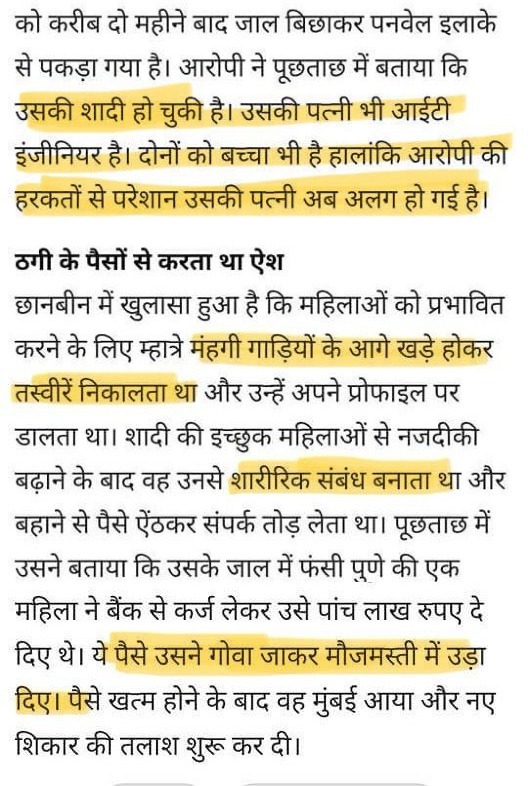 को करीब दो महीने बाद जाल बिछाकर पनवेल इलाके
से पकड़ा गया है। आरोपी ने पूछताछ में बताया कि
उसकी शादी हो चुकी है। उसकी पत्नी भी आईटी
इंजीनियर है। दोनों को बच्चा भी है हालांकि आरोपी की
हरकतों से परेशान उसकी पत्नी अब अलग हो गई है।
ठगी के पैसों से करता था ऐश
छानबीन में खुलासा हुआ है कि महिलाओं को प्रभावित
करने के लिए म्हात्रे मंहगी गाड़ियों के आगे खड़े होकर
तस्वीरें निकालता था और उन्हें अपने प्रोफाइल पर
डालता था। शादी की इच्छुक महिलाओं से नजदीकी
बढ़ाने के बाद वह उनसे शारीरिक संबंध बनाता था और
बहाने से पैसे ऐंठकर संपर्क तोड़ लेता था। पूछताछ में
उसने बताया कि उसके जाल में फंसी पुणे की एक
महिला ने बैंक से कर्ज लेकर उसे पांच लाख रुपए दे
दिए थे। ये पैसे उसने गोवा जाकर मौजमस्ती में उड़ा
दिए। पैसे खत्म होने के बाद वह मुंबई आया और नए
शिकार की तलाश शुरू कर दी।